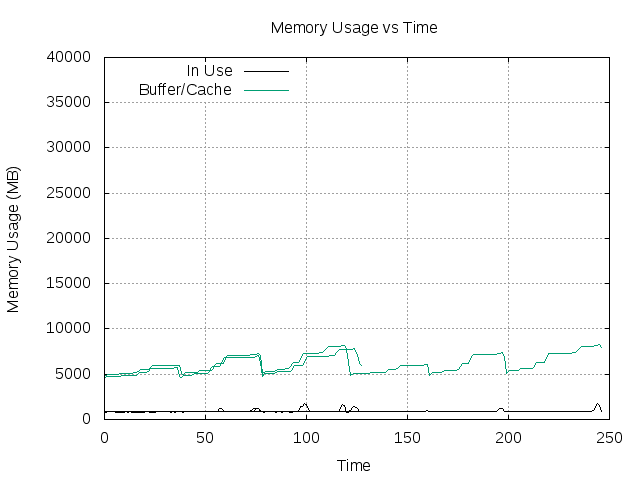 Memory Usage vs Time
In Use
Buffer/Cache
40000
35000
30000
25000
20000
15000
10000
5000
0
Memory Usage (MB)
0 50 100 150 200 250
Time